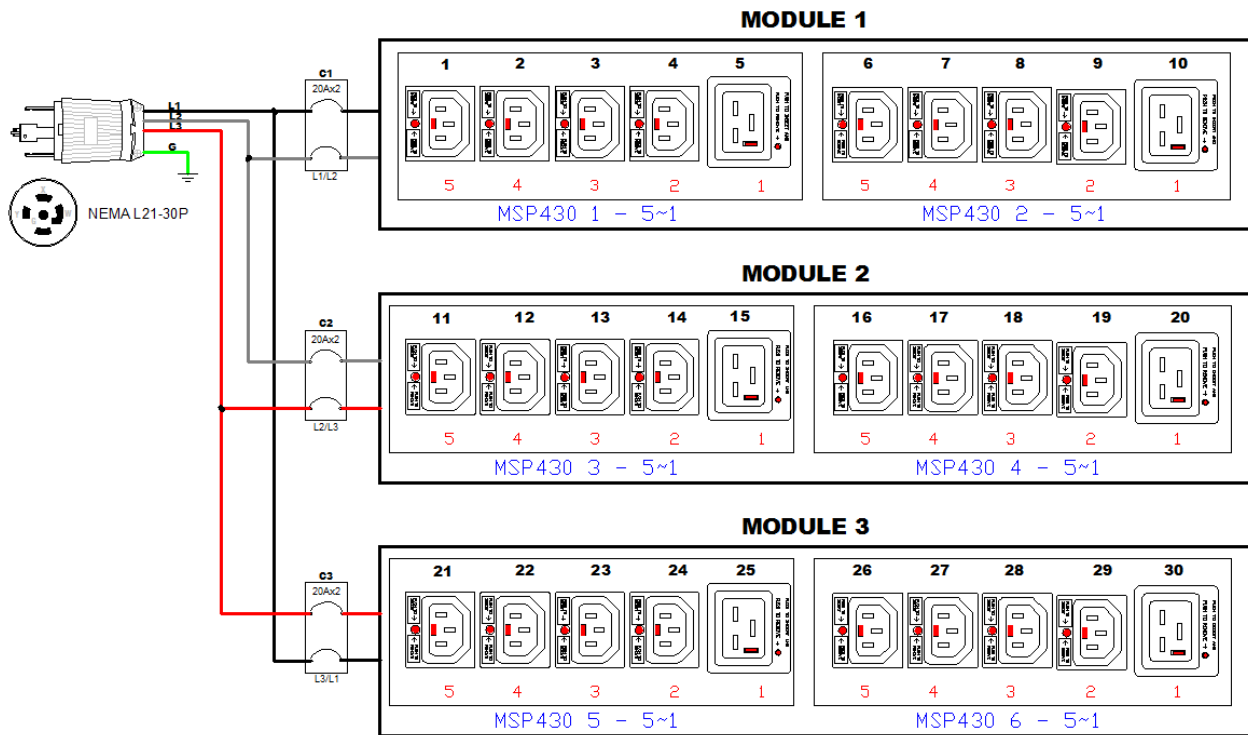 MODULE 1
C1
20Ax2
L1
L2
L3
G
L1/L2
NEMA L21-30P
X
Y
G
W
1 2 3 4 5
5 4 3 2 1
MSP430 1 - 5~1
6 7 8 9 10
5 4 3 2 1
MSP430 2 - 5~1
MODULE 2
C2
20Ax2
L2/L3
11 12 13 14 15
5 4 3 2 1
MSP430 3 - 5~1
16 17 18 19 20
5 4 3 2 1
MSP430 4 - 5~1
MODULE 3
C3
20Ax2
L3/L1
21 22 23 24 25
5 4 3 2 1
MSP430 5 - 5~1
26 27 28 29 30
5 4 3 2 1
MSP430 6 - 5~1